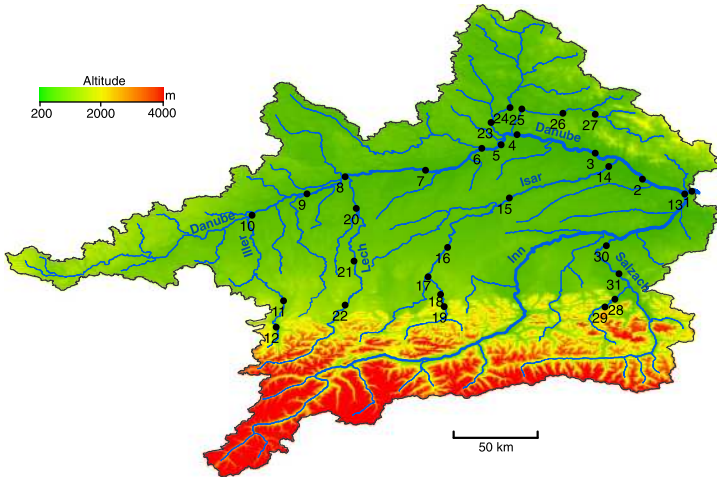 Altitude
200 2000 4000 m
24 25 26 27
23
Danube
5 4
6
3
14
7
Isar
2
8
13 1
9
20
15
10
Danube
Iller
Lech
Inn
16
30
21
Salzach
17
31
11
18
28
22
19
29
12
50 km